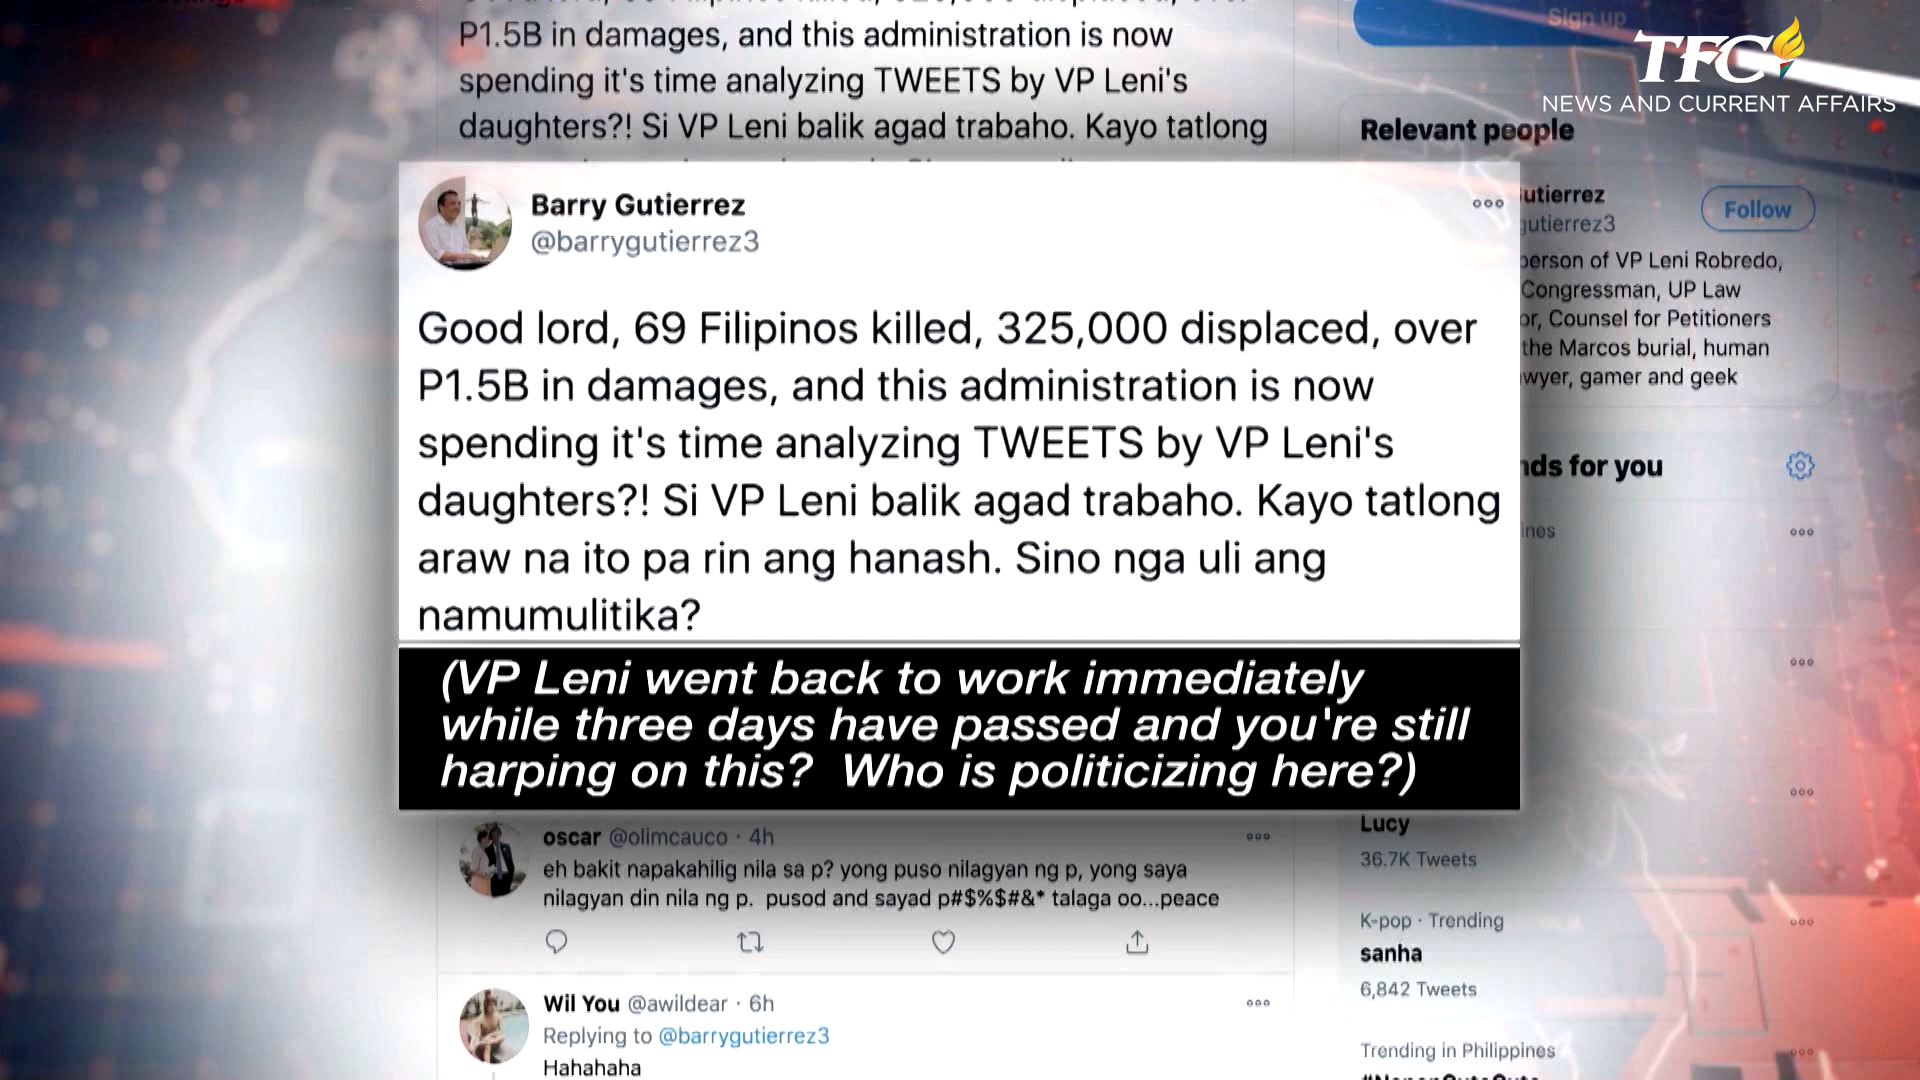 P1.5B in damages, and this administration is now
spending it's time analyzing TWEETS by VP Leni's
daughters?! Si VP Leni balik agad trabaho. Kayo tatlong
Sign up
TFC
NEWS AND CURRENT AFFAIRS
Relevant people
Barry Gutierrez
@barrygutierrez3
Good lord, 69 Filipinos killed, 325,000 displaced, over
P1.5B in damages, and this administration is now
spending it's time analyzing TWEETS by VP Leni's
daughters?! Si VP Leni balik agad trabaho. Kayo tatlong
araw na ito pa rin ang hanash. Sino nga uli ang
namumulitika?
(VP Leni went back to work immediately
while three days have passed and you're still
harping on this? Who is politicizing here?)
utierrez
gutierrez3
Follow
person of VP Leni Robredo,
Congressman, UP Law
or, Counsel for Petitioners
the Marcos burial, human
wyer, gamer and geek
nds for you
ines
oscar @olimcauco · 4h
eh bakit napakahilig nila sa p? yong puso nilagyan ng p, yong saya
nilagyan din nila ng p. pusod and sayad p#$%$#&* talaga oo...peace
Wil You @awildear · 6h
Replying to @barrygutierrez3
Hahahaha
Lucy
36.7K Tweets
K-pop · Trending
sanha
6,842 Tweets
Trending in Philippines